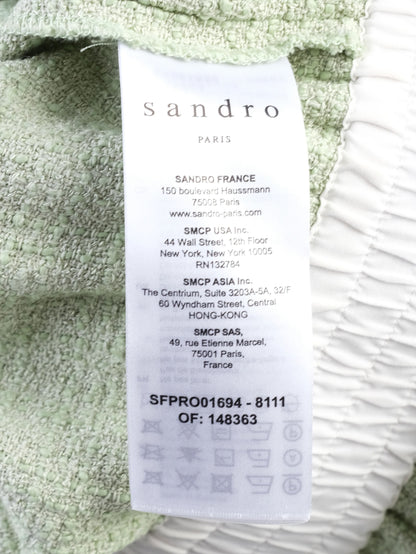 sandro
PARIS
SANDRO FRANCE
150 boulevard Haussmann
75008 Paris
www.sandro-paris.com
SMCP USA Inc.
44 Wall Street, 12th Floor
New York, New York 10005
RN132784
SMCP ASIA Inc.
The Centrium, Suite 3203A-5A, 32/F
60 Wyndham Street, Central
HONG-KONG
SMCP SAS,
49, rue Etienne Marcel,
75001 Paris,
France
SFPRO01694 - 8111
OF: 148363